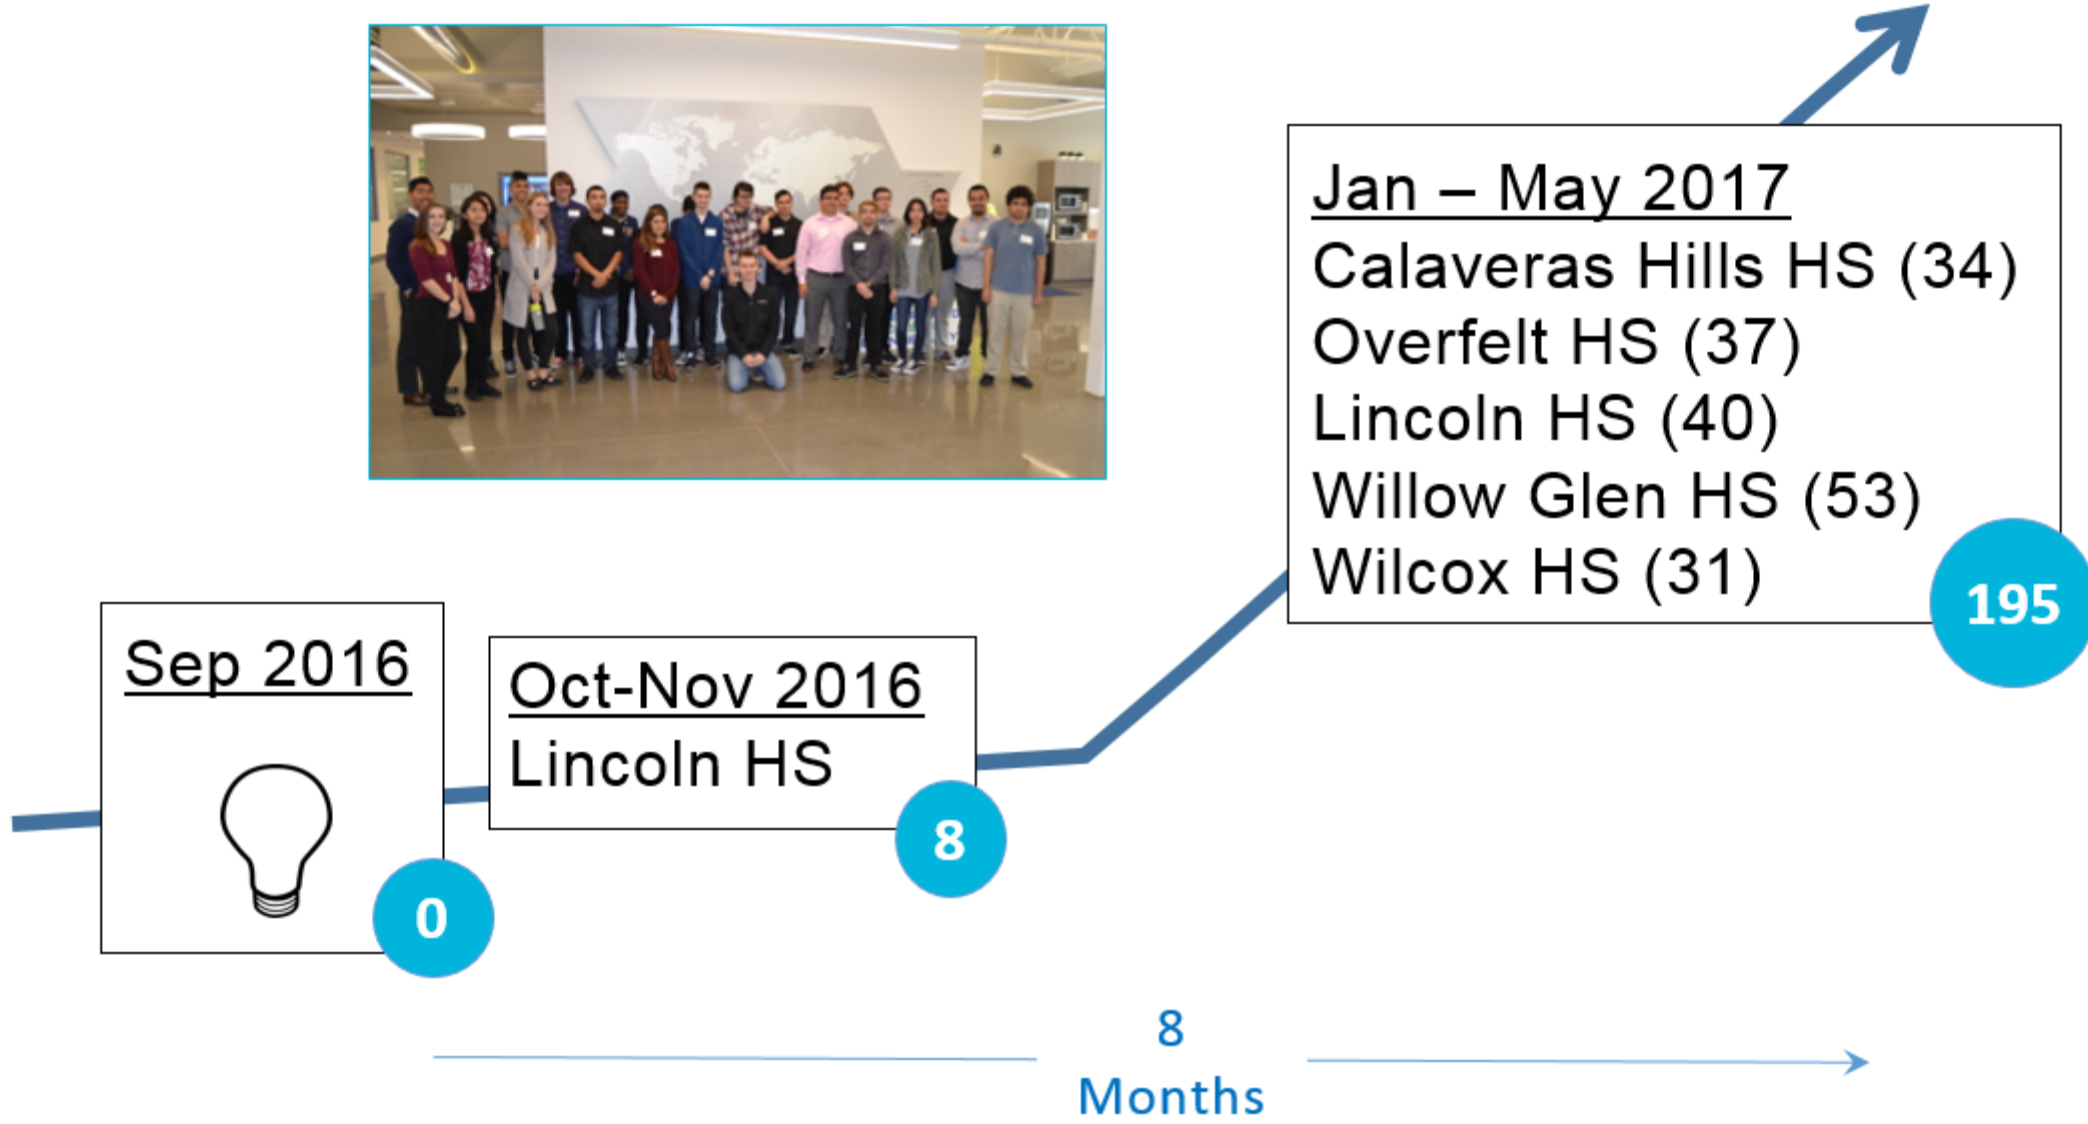 Jan – May 2017
Calaveras Hills HS (34)
Overfelt HS (37)
Lincoln HS (40)
Willow Glen HS (53)
Wilcox HS (31)
195
Sep 2016
0
Oct-Nov 2016
Lincoln HS
8
8
Months